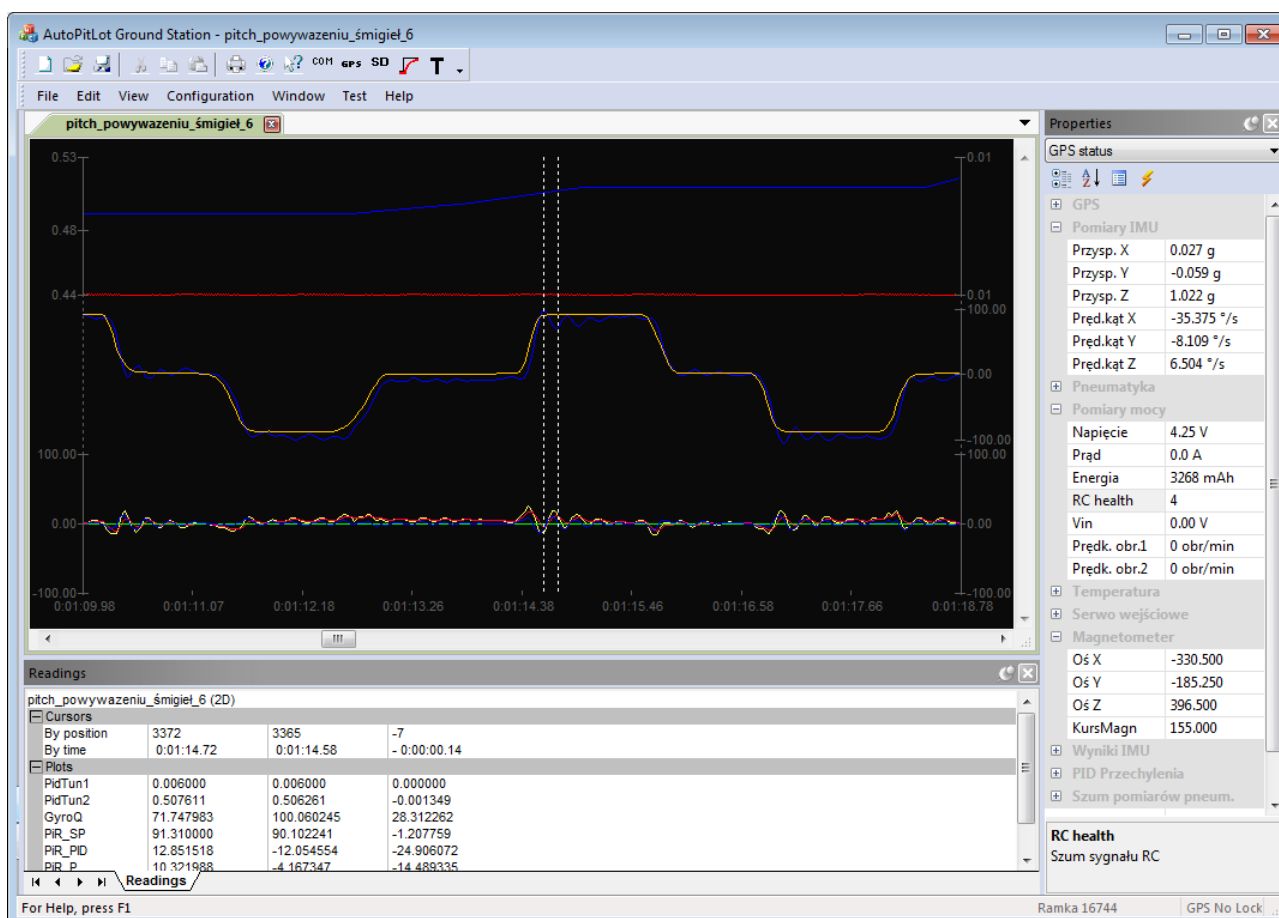 AutoPitLot Ground Station - pitch_powywazeniu_śmigieł_6
COM GPS SD T
File Edit View Configuration Window Test Help
pitch_powywazeniu_śmigieł_6
0.53 0.01
0.48
0.44 0.01
100.00
0.00
-100.00
100.00 100.00
0.00 0.00
-100.00 -100.00
0:01:09.98 0:01:11.07 0:01:12.18 0:01:13.26 0:01:14.38 0:01:15.46 0:01:16.58 0:01:17.66 0:01:18.78
Readings
pitch_powywazeniu_śmigieł_6 (2D)
Cursors
By position 3372 3365 -7
By time 0:01:14.72 0:01:14.58 - 0:00:00.14
Plots
PidTun1 0.006000 0.006000 0.000000
PidTun2 0.507611 0.506261 -0.001349
GyroQ 71.747983 100.060245 28.312262
PiR_SP 91.310000 90.102241 -1.207759
PiR_PID 12.851518 -12.054554 -24.906072
PiR_P 10.321988 -4.167347 -14.489335
Readings
Properties
GPS status
A
Z
GPS
Pomiary IMU
Przysp. X 0.027 g
Przysp. Y -0.059 g
Przysp. Z 1.022 g
Pręd.kąt X -35.375 °/s
Pręd.kąt Y -8.109 °/s
Pręd.kąt Z 6.504 °/s
Pneumatyka
Pomiary mocy
Napięcie 4.25 V
Prąd 0.0 A
Energia 3268 mAh
RC health 4
Vin 0.00 V
Prędk. obr.1 0 obr/min
Prędk. obr.2 0 obr/min
Temperatura
Serwo wejściowe
Magnetometer
Oś X -330.500
Oś Y -185.250
Oś Z 396.500
KursMagn 155.000
Wyniki IMU
PID Przechylenia
Szum pomiarów pneum.
RC health
Szum sygnału RC
For Help, press F1 Ramka 16744 GPS No Lock